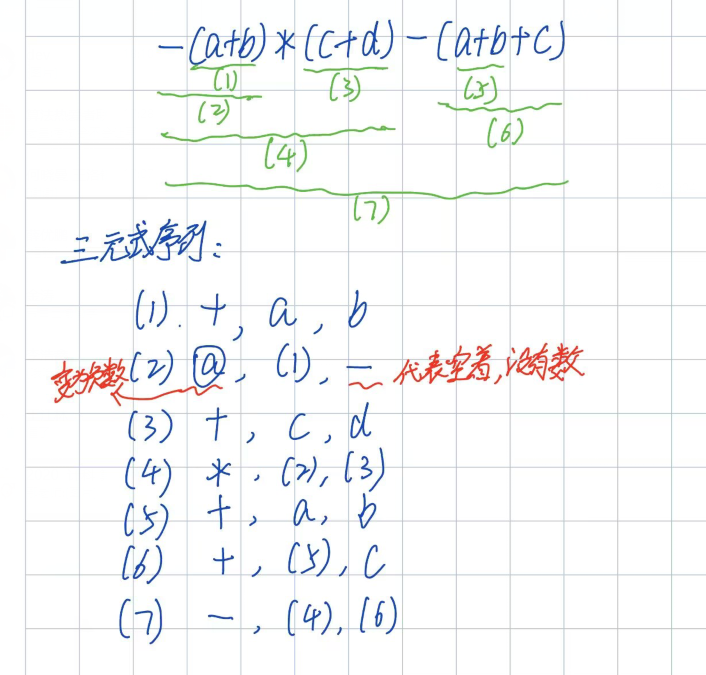 -(a+b)*(c+d)-(a+b+c)
(1) (3) (5)
(2) (6)
(4)
(7)
三元式序列:
(1). +, a, b
变为负数 (2) @, (1), — 代表空着,没有数
(3) +, c, d
(4) *, (2), (3)
(5) +, a, b
(6) +, (5), c
(7) -, (4), (6)